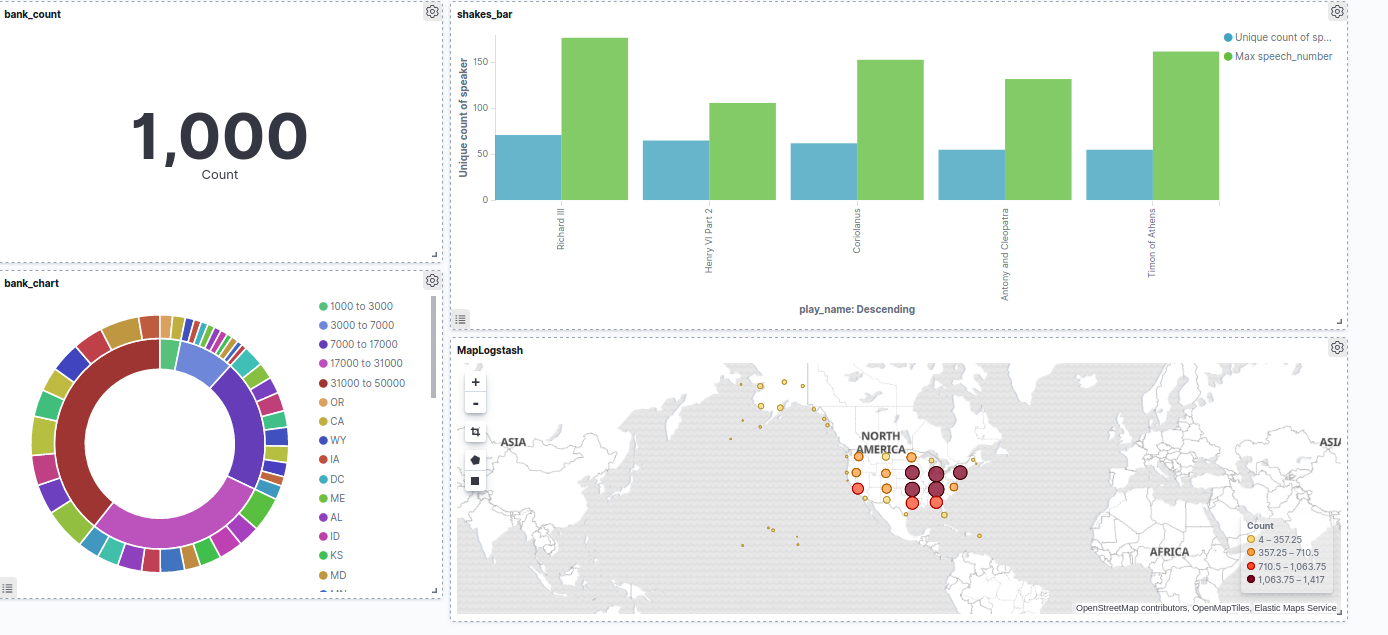 bank_count
1,000
Count
bank_chart
1000 to 3000
3000 to 7000
7000 to 17000
17000 to 31000
31000 to 50000
OR
CA
WY
IA
DC
ME
AL
ID
KS
MD
shakes_bar
Unique count of speaker
150
100
50
0
Richard III
Henry VI Part 2
Coriolanus
Antony and Cleopatra
Timon of Athens
play_name: Descending
Unique count of sp...
Max speech_number
MapLogstash
+
-
ASIA
NORTH
AMERICA
AFRICA
ASI
Count
4 – 357.25
357.25 – 710.5
710.5 – 1,063.75
1,063.75 – 1,417
OpenStreetMap contributors, OpenMapTiles, Elastic Maps Service